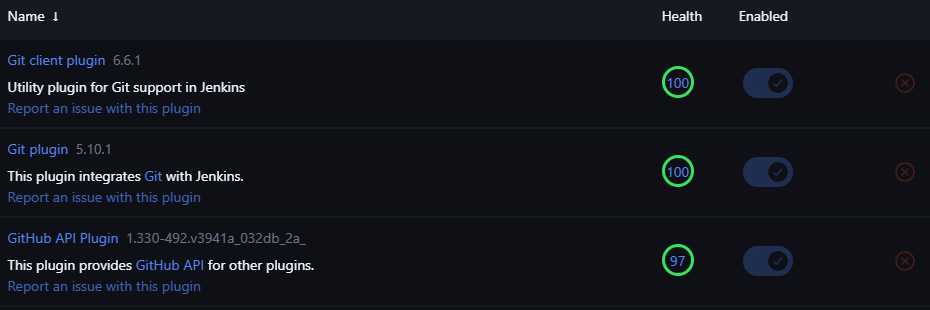 Name ↓ Health Enabled
Git client plugin 6.6.1
Utility plugin for Git support in Jenkins
Report an issue with this plugin
100
Git plugin 5.10.1
This plugin integrates Git with Jenkins.
Report an issue with this plugin
100
GitHub API Plugin 1.330-492.v3941a_032db_2a_
This plugin provides GitHub API for other plugins.
Report an issue with this plugin
97